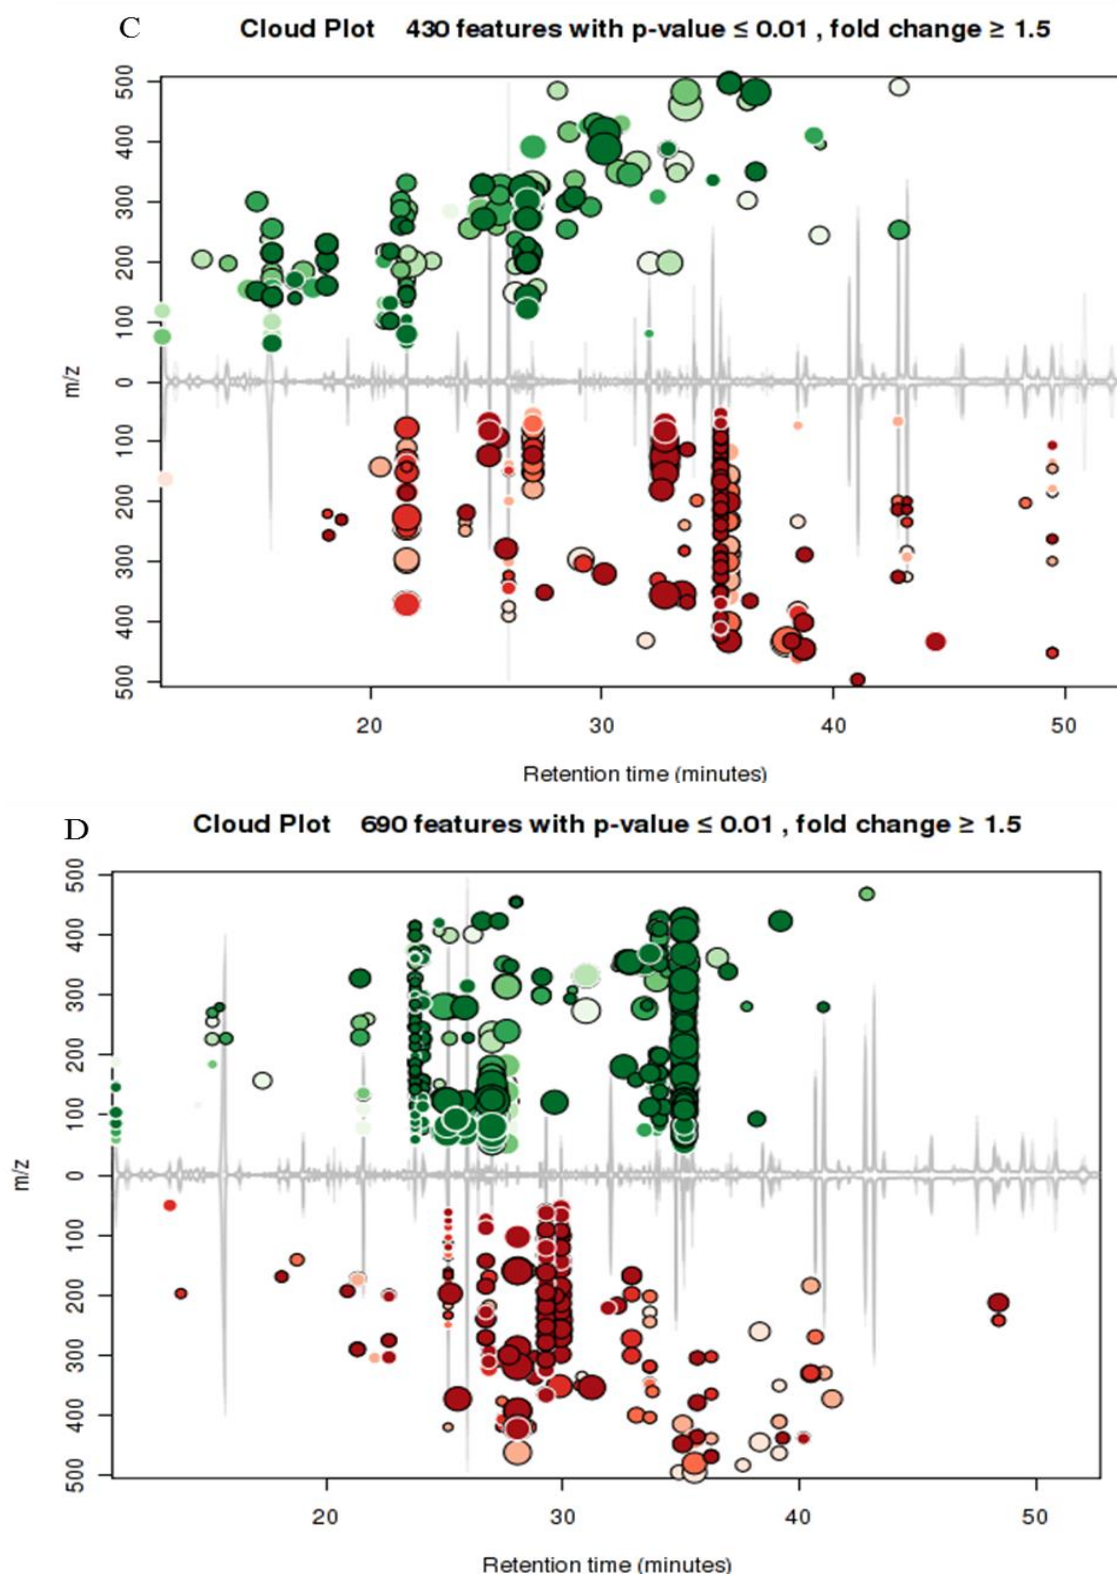 C
Cloud Plot 430 features with p-value ≤ 0.01 , fold change ≥ 1.5
500
400
300
200
100
0
100
200
300
400
500
m/z
20 30 40 50
Retention time (minutes)
D
Cloud Plot 690 features with p-value ≤ 0.01 , fold change ≥ 1.5
500
400
300
200
100
0
100
200
300
400
500
m/z
20 30 40 50
Retention time (minutes)